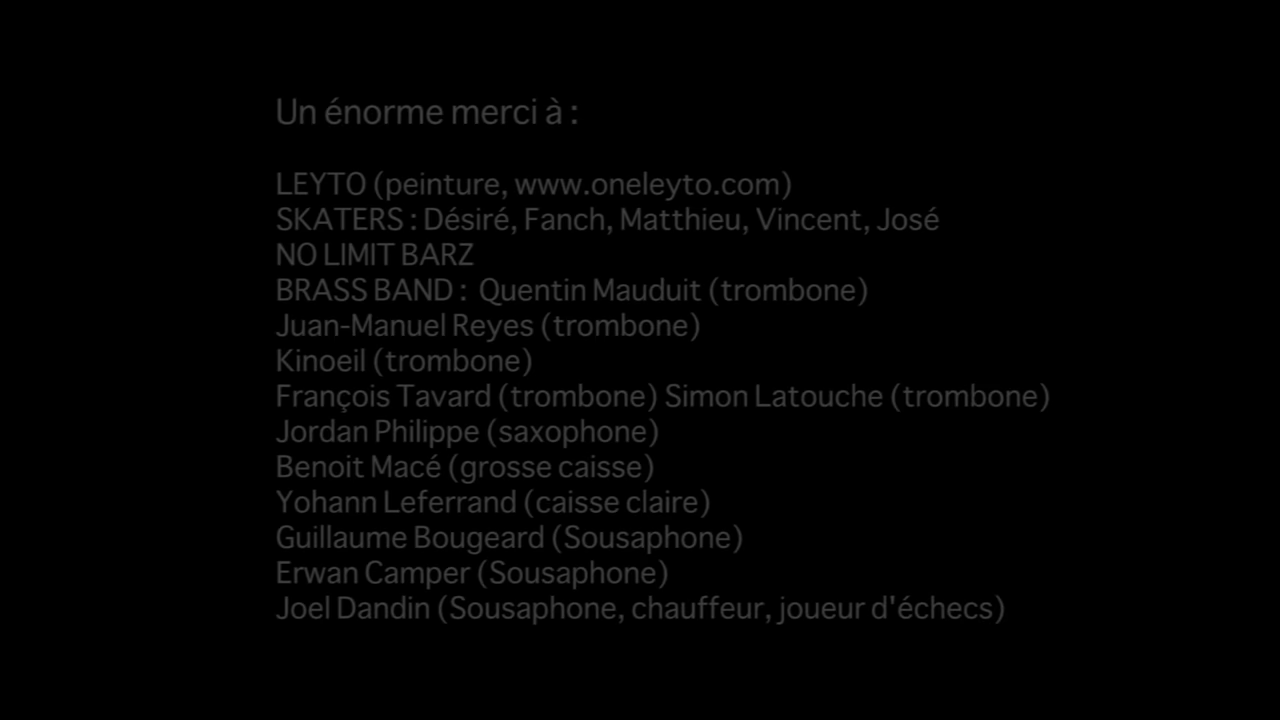 Un énorme merci à :
LEYTO (peinture, www.oneleyto.com)
SKATERS : Désiré, Fanch, Matthieu, Vincent, José
NO LIMIT BARZ
BRASS BAND :  Quentin Mauduit (trombone)
Juan-Manuel Reyes (trombone)
Kinoeil (trombone)
François Tavard (trombone) Simon Latouche (trombone)
Jordan Philippe (saxophone)
Benoit Macé (grosse caisse)
Yohann Leferrand (caisse claire)
Guillaume Bougeard (Sousaphone)
Erwan Camper (Sousaphone)
Joel Dandin (Sousaphone, chauffeur, joueur d'échecs)